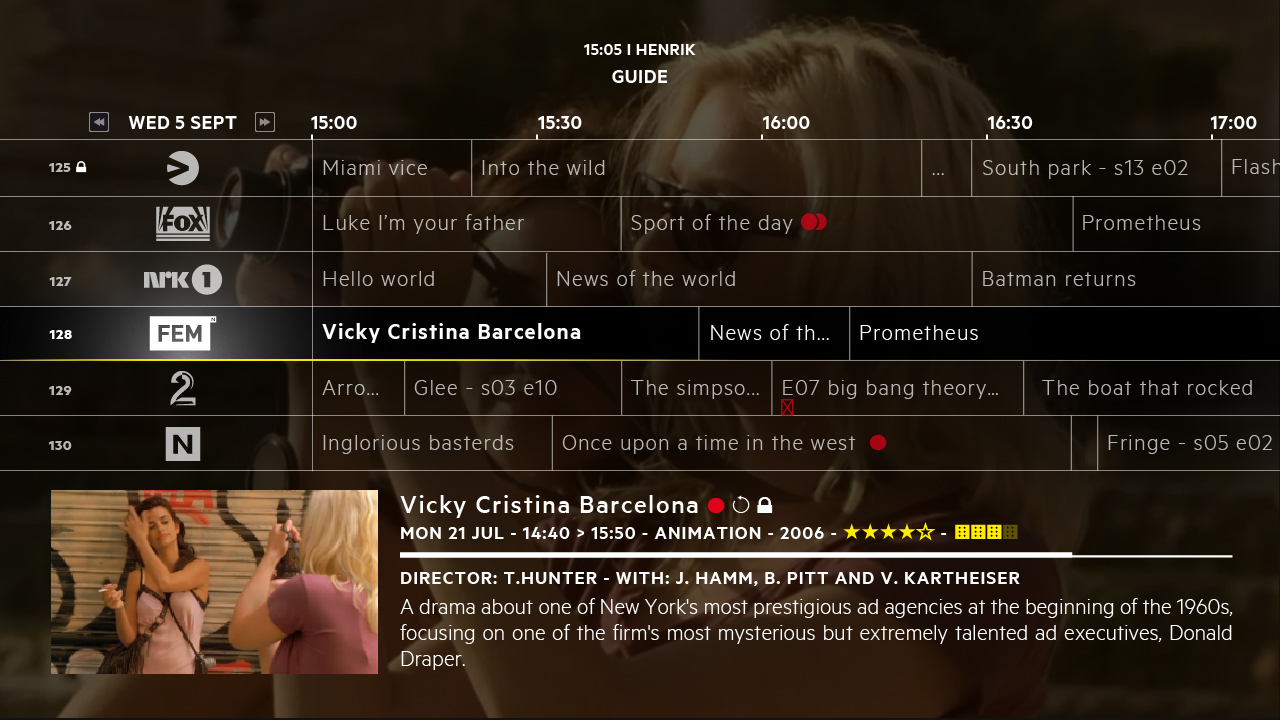 15:05 I HENRIK
GUIDE
WED 5 SEPT 15:00 15:30 16:00 16:30 17:00
125 Miami vice Into the wild ... South park - s13 e02 Flash
126 FOX Luke I'm your father Sport of the day Prometheus
127 nrk 1 Hello world News of the world Batman returns
128 FEM N Vicky Cristina Barcelona News of th... Prometheus
129 2 Arro... Glee - s03 e10 The simpso... E07 big bang theory... The boat that rocked
130 N Inglorious basterds Once upon a time in the west Fringe - s05 e02
Vicky Cristina Barcelona
MON 21 JUL - 14:40 > 15:50 - ANIMATION - 2006 - ★★★★☆ -
DIRECTOR: T.HUNTER - WITH: J. HAMM, B. PITT AND V. KARTHEISER
A drama about one of New York's most prestigious ad agencies at the beginning of the 1960s,
focusing on one of the firm's most mysterious but extremely talented ad executives, Donald
Draper.